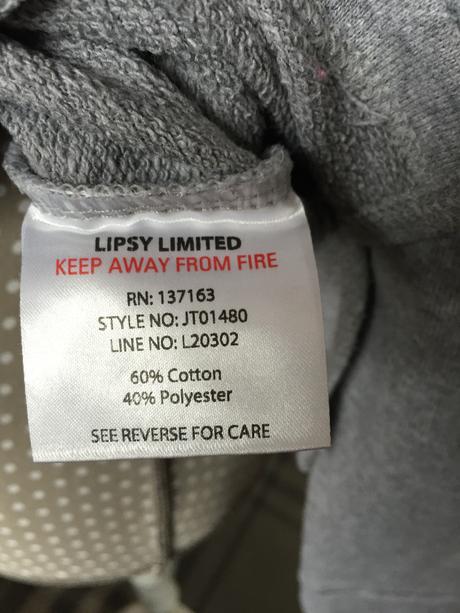 LIPSY LIMITED
KEEP AWAY FROM FIRE
RN: 137163
STYLE NO: JT01480
LINE NO: L20302
60% Cotton
40% Polyester
SEE REVERSE FOR CARE